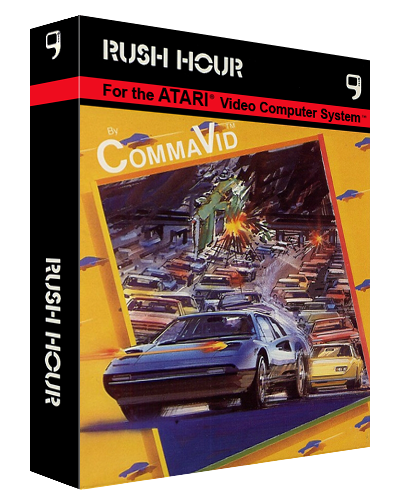 RUSH HOUR
For the ATARI® Video Computer System™
BY
COMMAVID™
RUSH HOUR